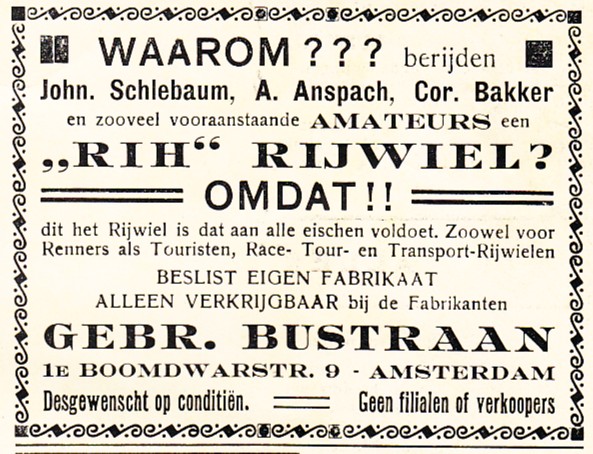 WAAROM ??? berijden
John. Schlebaum, A. Anspach, Cor. Bakker
en zooveel vooraanstaande AMATEURS een
„RIH“ RIJWIEL?
OMDAT!!
dit het Rijwiel is dat aan alle eischen voldoet. Zoowel voor
Renners als Touristen, Race- Tour- en Transport-Rijwielen
BESLIST EIGEN FABRIKAAT
ALLEEN VERKRIJGBAAR bij de Fabrikanten
GEBR. BUSTRAAN
1E BOOMDWARSTR. 9 - AMSTERDAM
Desgewenscht op conditiën. Geen filialen of verkoopers